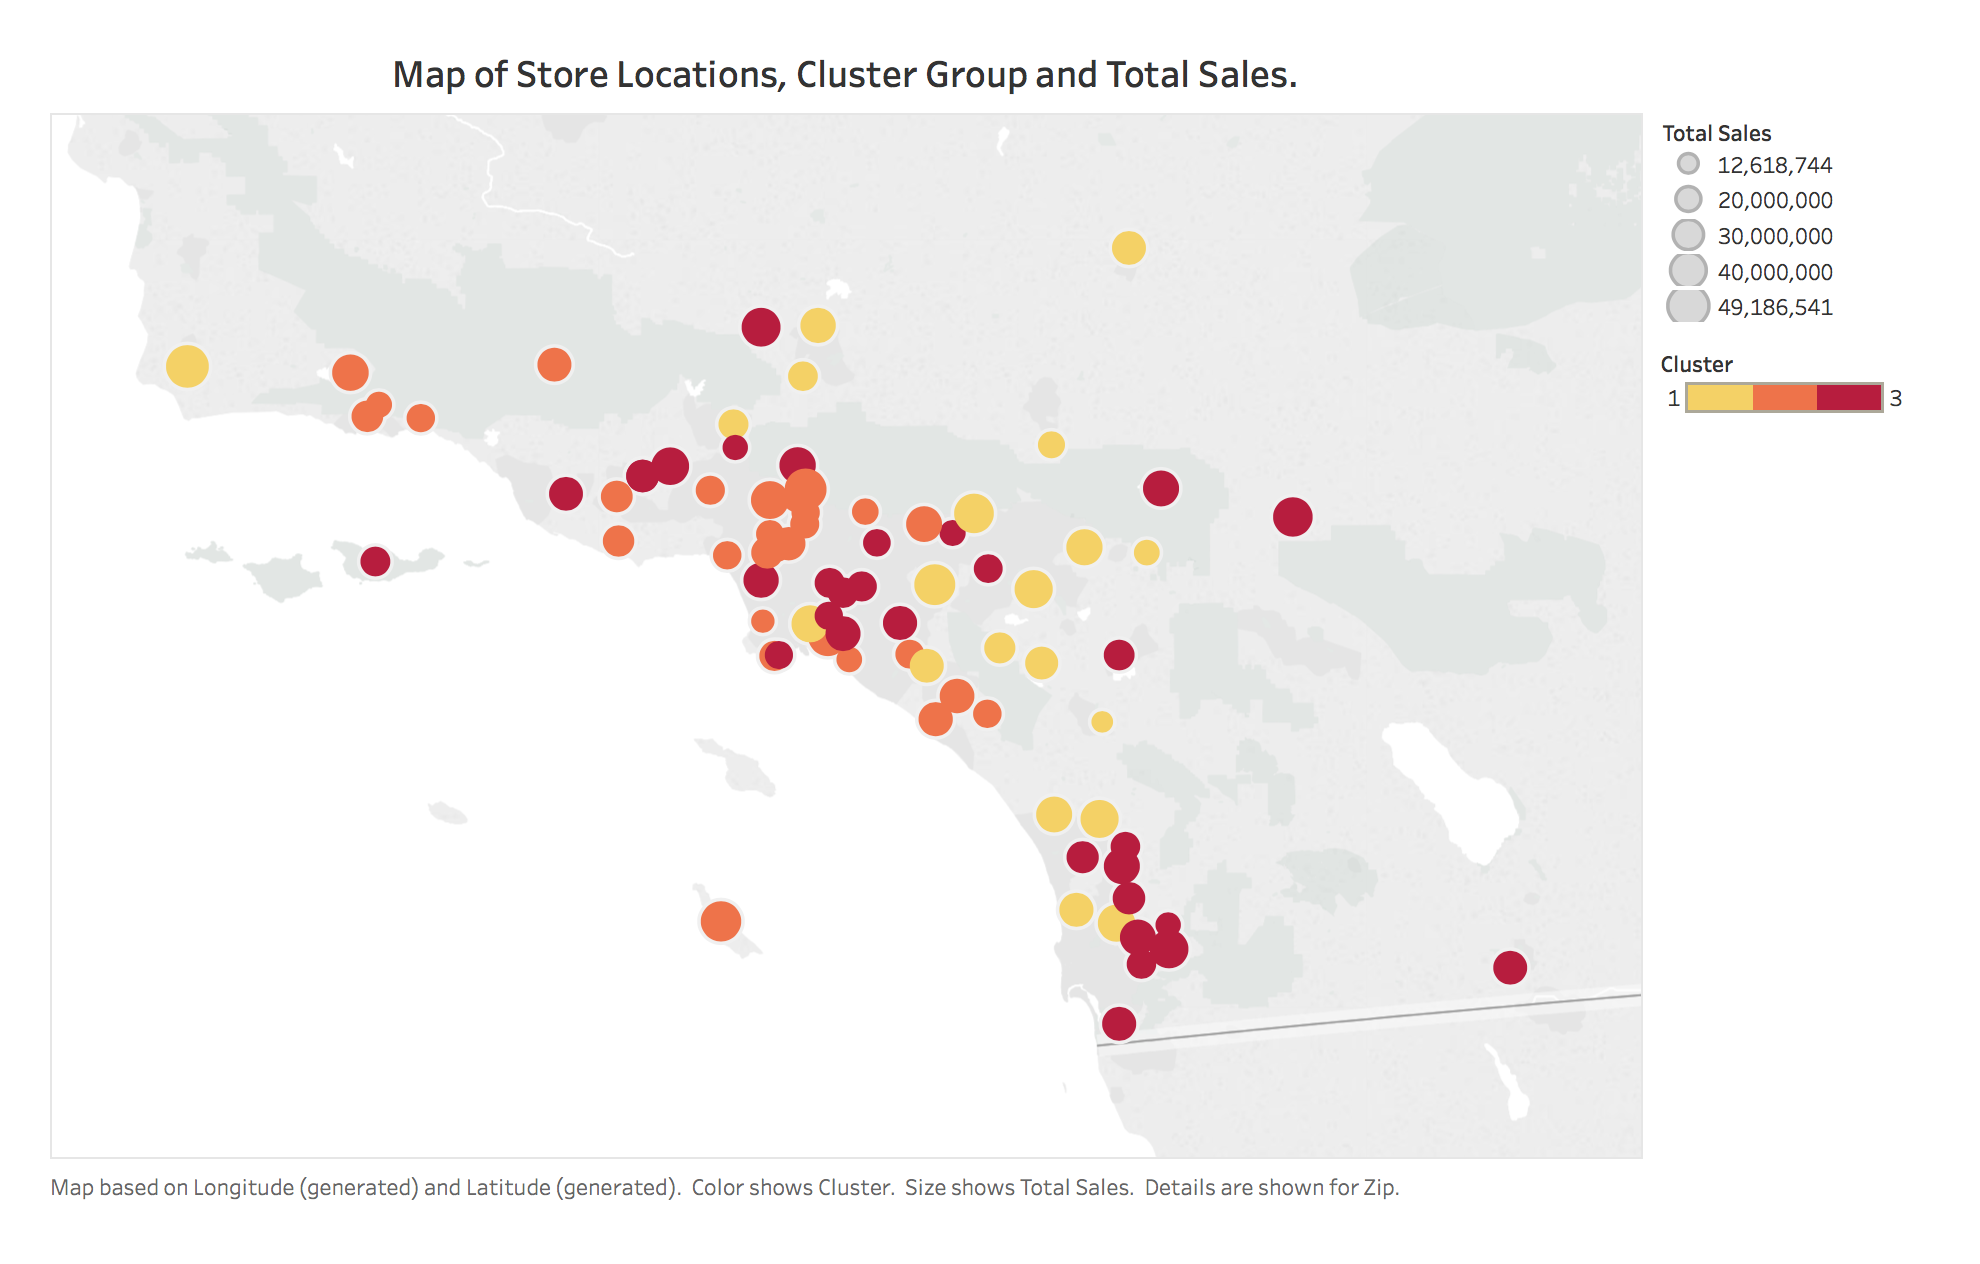 Map of Store Locations, Cluster Group and Total Sales.
Total Sales
12,618,744
20,000,000
30,000,000
40,000,000
49,186,541
Cluster
1 3
Map based on Longitude (generated) and Latitude (generated). Color shows Cluster. Size shows Total Sales. Details are shown for Zip.